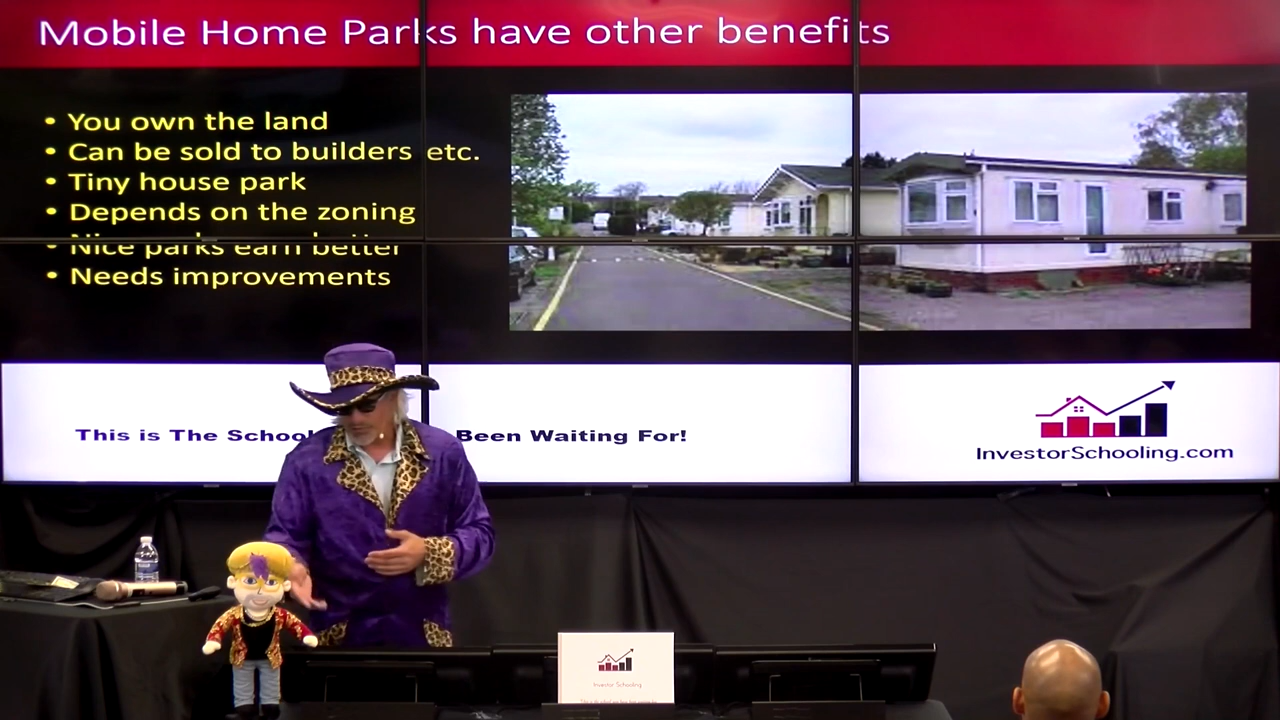 Mobile Home Parks have other benefits
• You own the land
• Can be sold to builders etc.
• Tiny house park
• Depends on the zoning
• Nice parks earn better
• Needs improvements
This is The School Been Waiting For!
InvestorSchooling.com
Investor Schooling